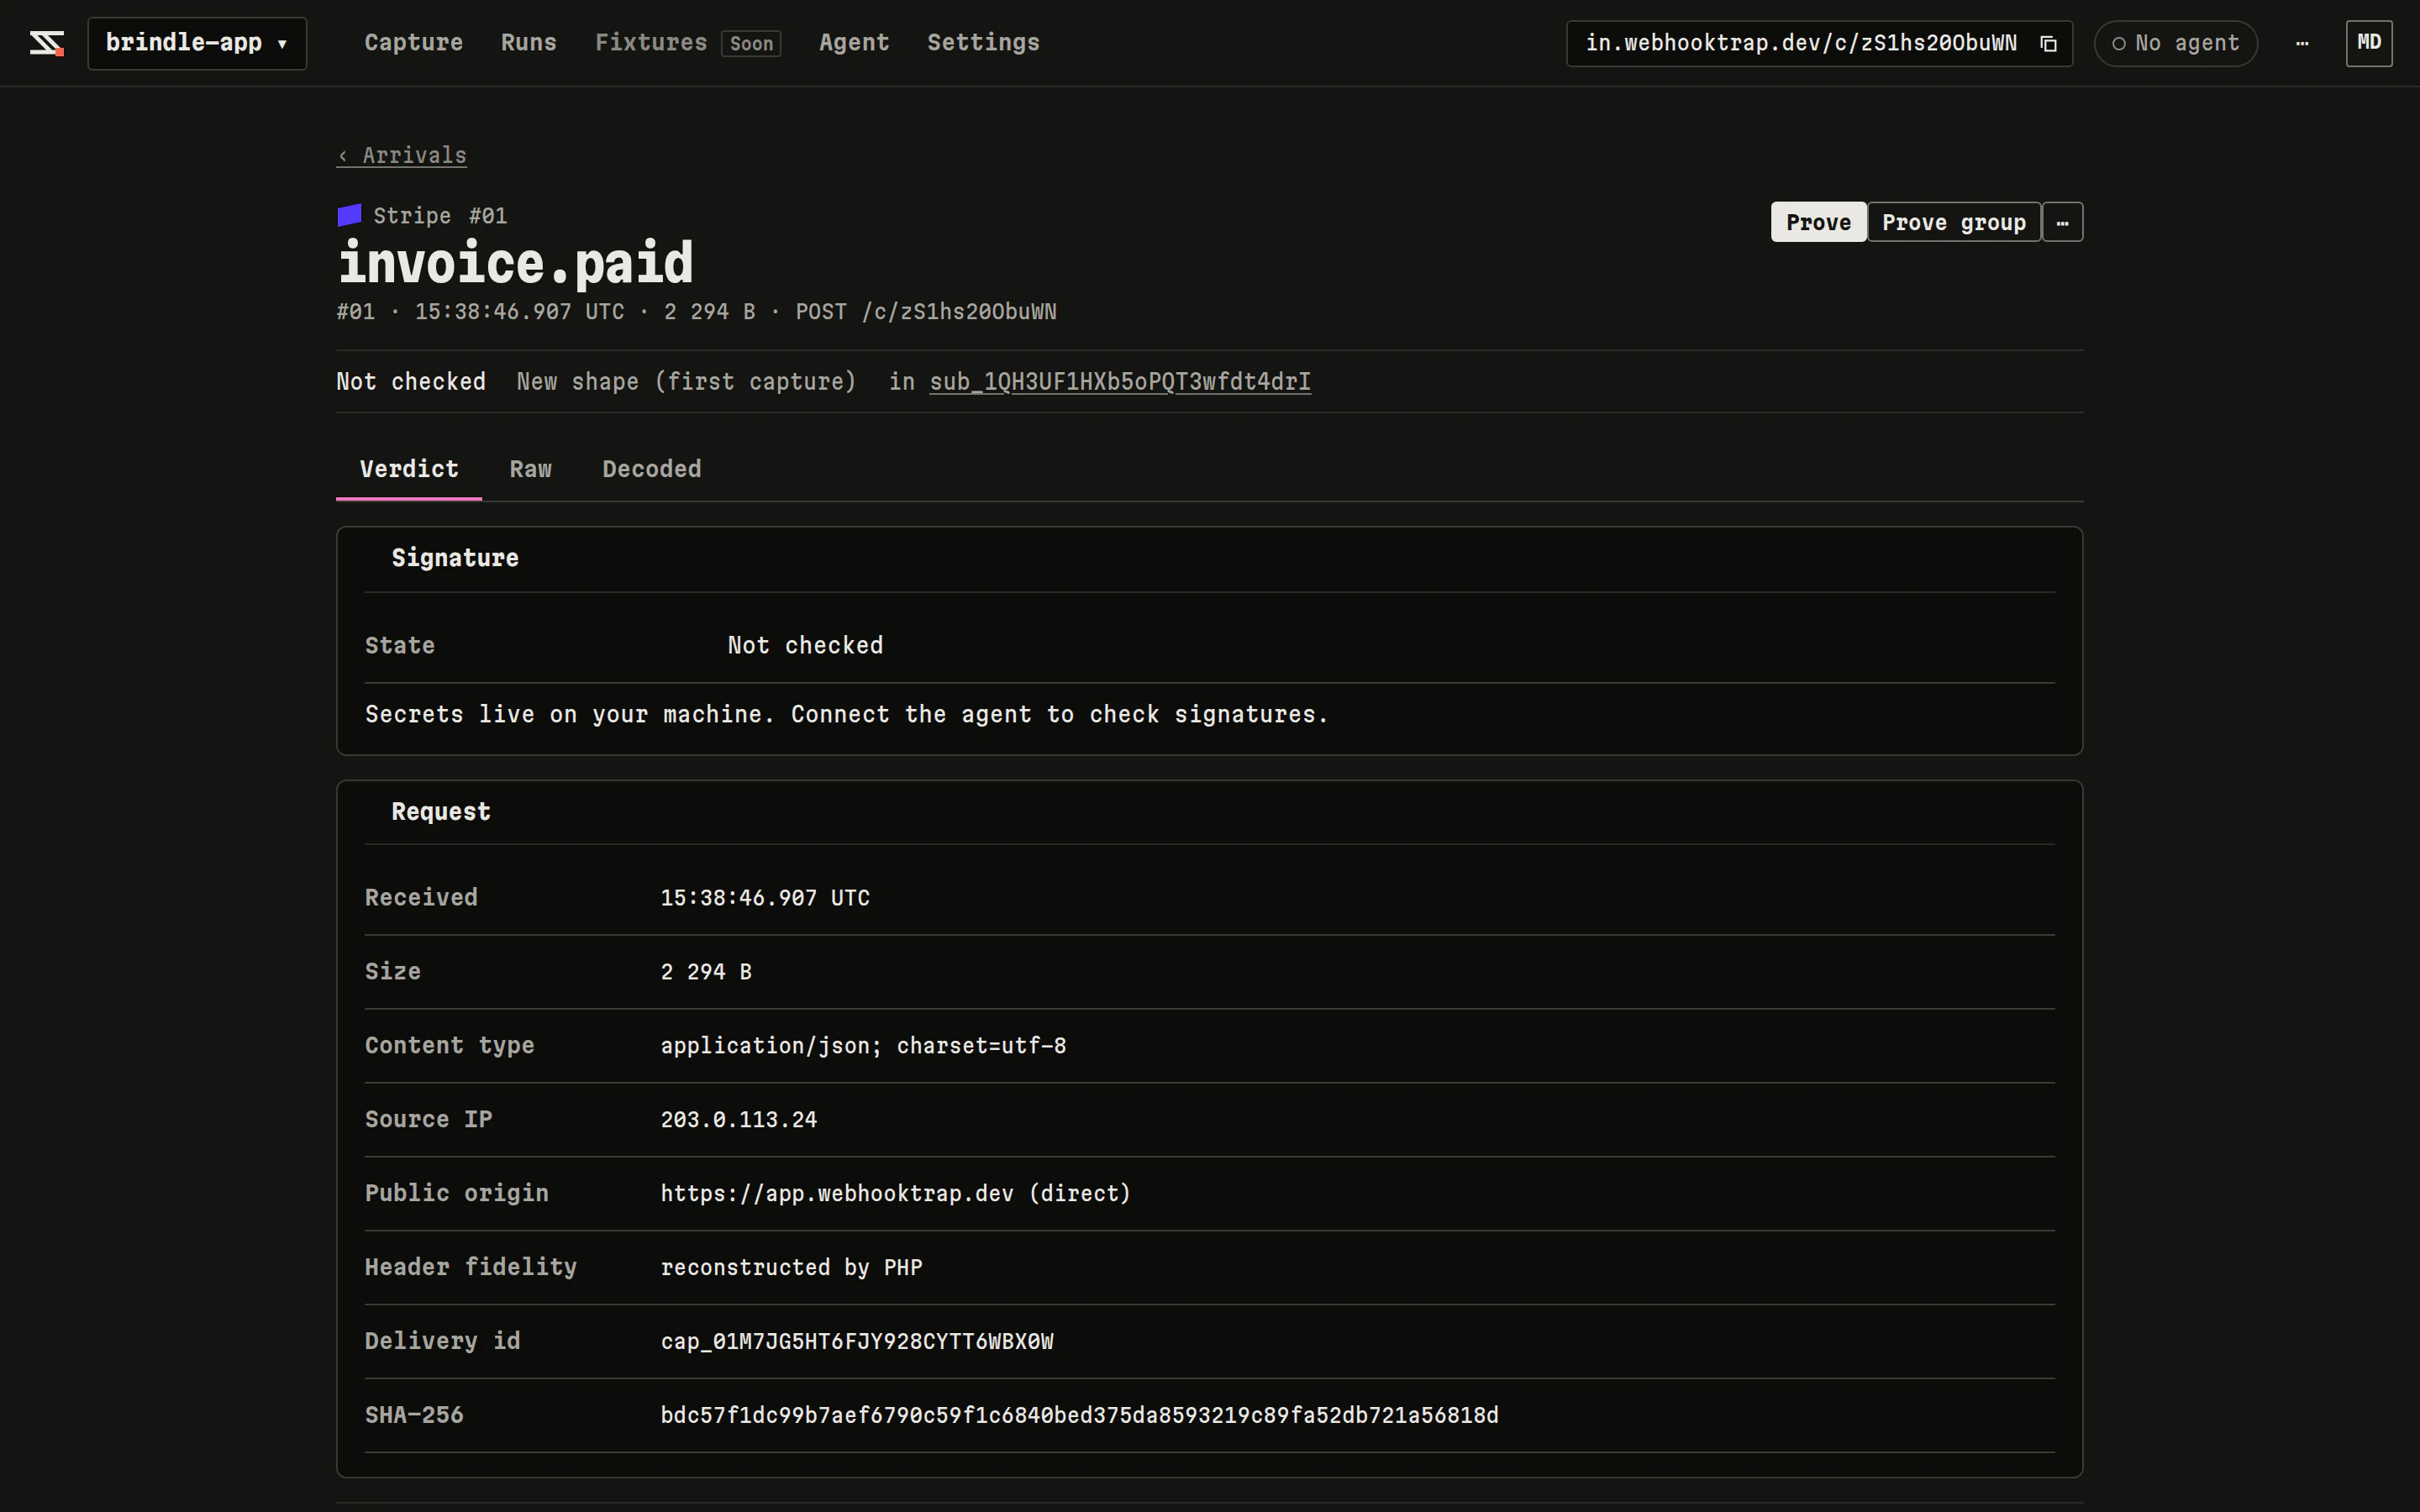 brindle-app ▾ Capture Runs Fixtures Soon Agent Settings in.webhooktrap.dev/c/zS1hs20ObuWN No agent … MD
‹ Arrivals
Stripe #01
Prove Prove group …
invoice.paid
#01 · 15:38:46.907 UTC · 2 294 B · POST /c/zS1hs20ObuWN
Not checked New shape (first capture) in sub_1QH3UF1HXb5oPQT3wfdt4drI
Verdict Raw Decoded
Signature
State Not checked
Secrets live on your machine. Connect the agent to check signatures.
Request
Received 15:38:46.907 UTC
Size 2 294 B
Content type application/json; charset=utf-8
Source IP 203.0.113.24
Public origin https://app.webhooktrap.dev (direct)
Header fidelity reconstructed by PHP
Delivery id cap_01M7JG5HT6FJY928CYTT6WBX0W
SHA-256 bdc57f1dc99b7aef6790c59f1c6840bed375da8593219c89fa52db721a56818d